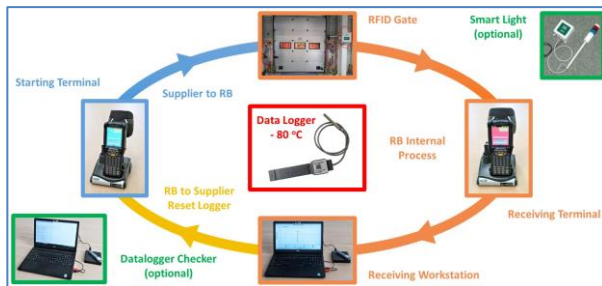 RFID Gate
Smart Light
(optional)
Starting Terminal
Supplier to RB
Data Logger
- 80 °C
RB Internal
Process
RB to Supplier
Reset Logger
Receiving Terminal
Datalogger Checker
(optional)
Receiving Workstation